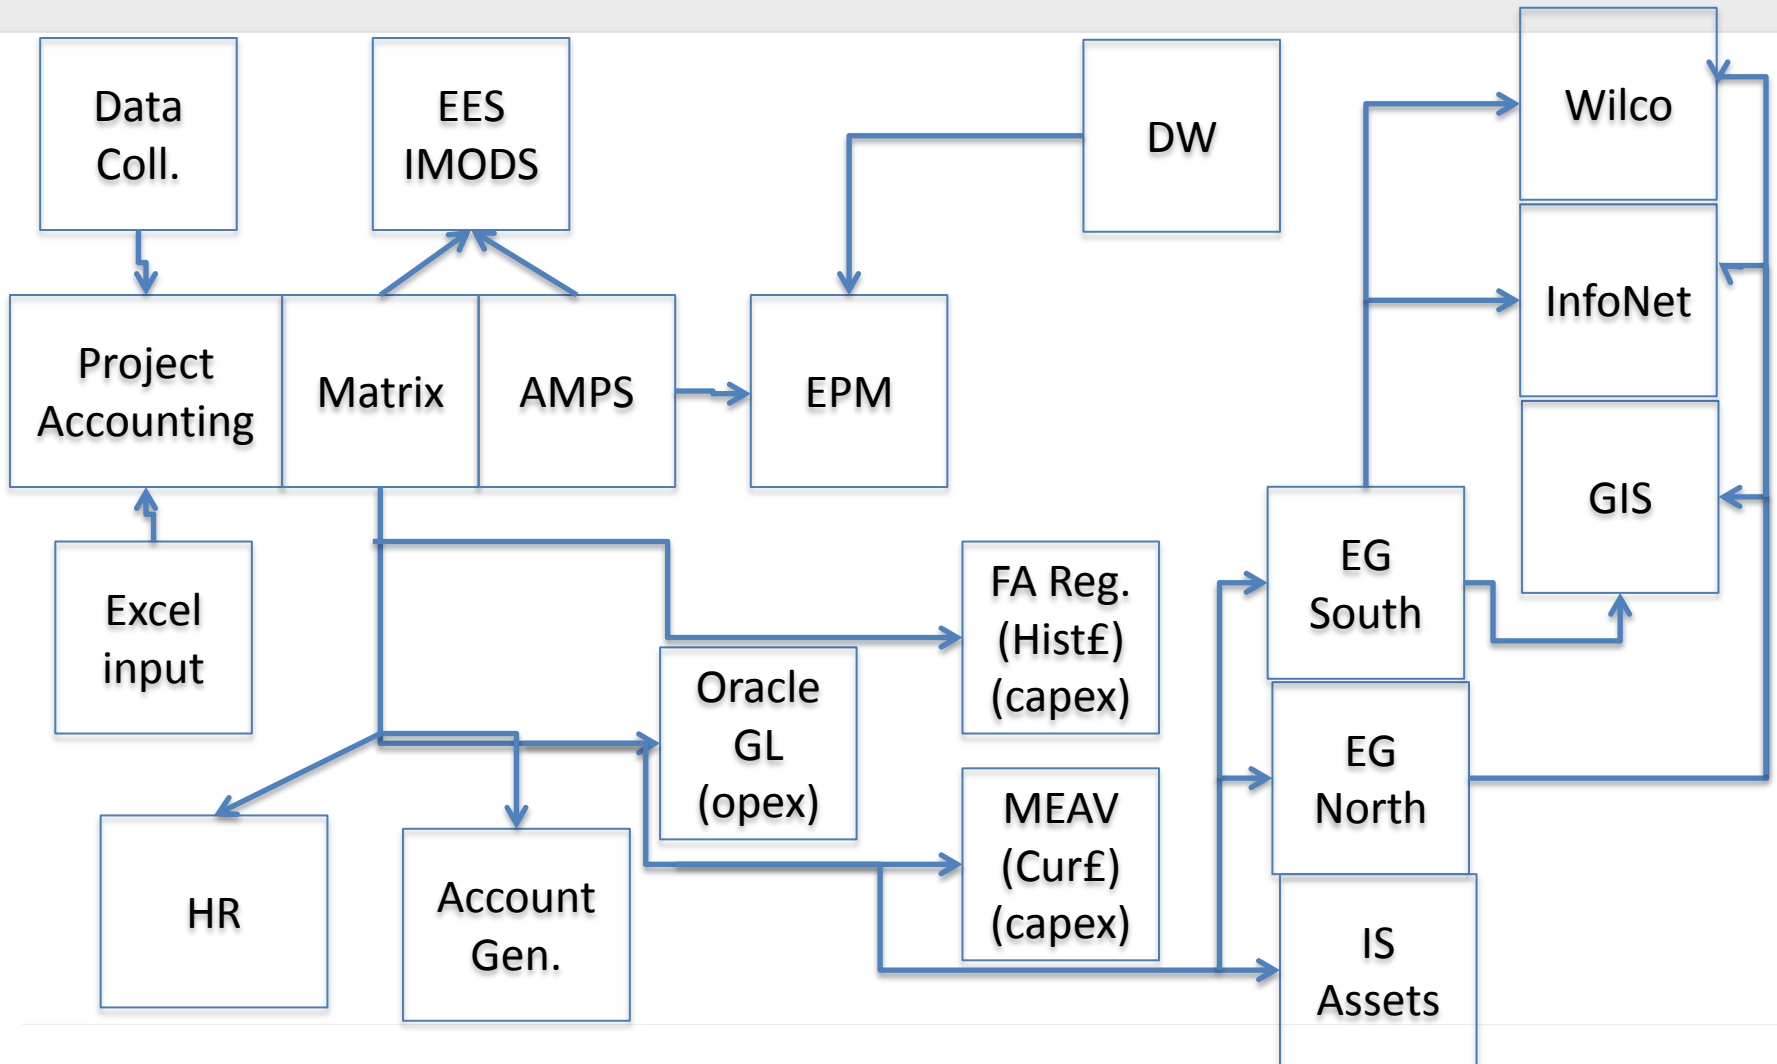 Data
Coll.
EES
IMODS
DW
Wilco
InfoNet
Project
Accounting
Matrix
AMPS
EPM
GIS
Excel
input
FA Reg.
(Hist£)
(capex)
EG
South
Oracle
GL
(opex)
EG
North
MEAV
(Cur£)
(capex)
HR
Account
Gen.
IS
Assets